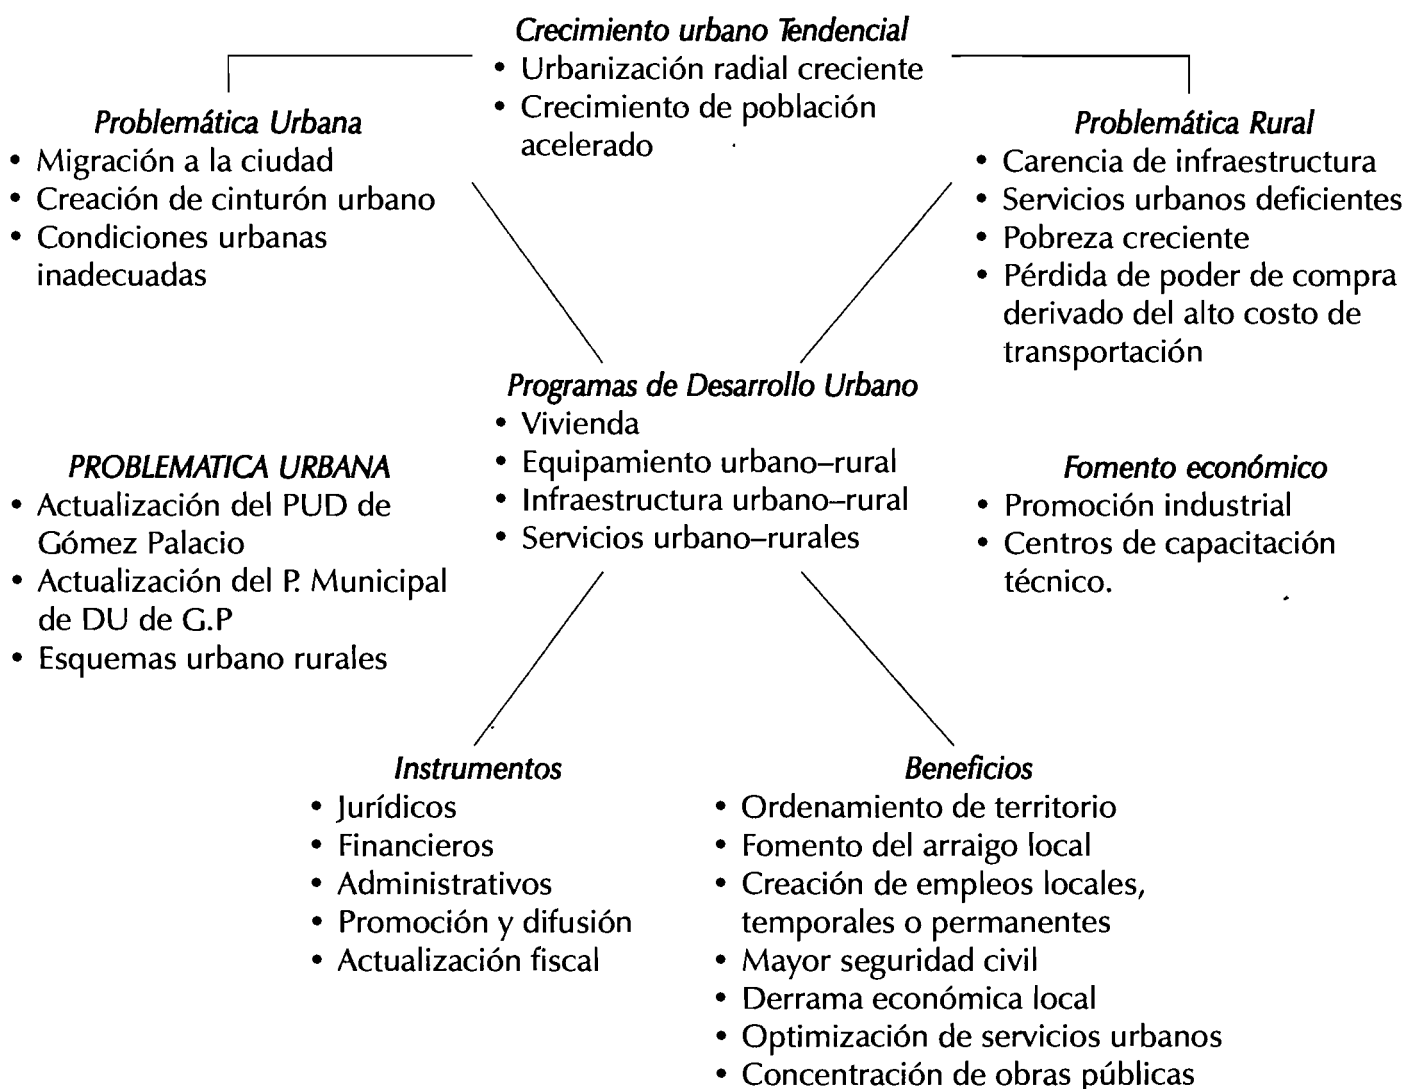 Crecimiento urbano Tendencial
• Urbanización radial creciente
• Crecimiento de población
acelerado
Problemática Urbana
• Migración a la ciudad
• Creación de cinturón urbano
• Condiciones urbanas
inadecuadas
Problemática Rural
• Carencia de infraestructura
• Servicios urbanos deficientes
• Pobreza creciente
• Pérdida de poder de compra
derivado del alto costo de
transportación
Programas de Desarrollo Urbano
• Vivienda
• Equipamiento urbano–rural
• Infraestructura urbano–rural
• Servicios urbano–rurales
PROBLEMATICA URBANA
• Actualización del PUD de
Gómez Palacio
• Actualización del P. Municipal
de DU de G.P
• Esquemas urbano rurales
Fomento económico
• Promoción industrial
• Centros de capacitación
técnico.
Instrumentos
• Jurídicos
• Financieros
• Administrativos
• Promoción y difusión
• Actualización fiscal
Beneficios
• Ordenamiento de territorio
• Fomento del arraigo local
• Creación de empleos locales,
temporales o permanentes
• Mayor seguridad civil
• Derrama económica local
• Optimización de servicios urbanos
• Concentración de obras públicas